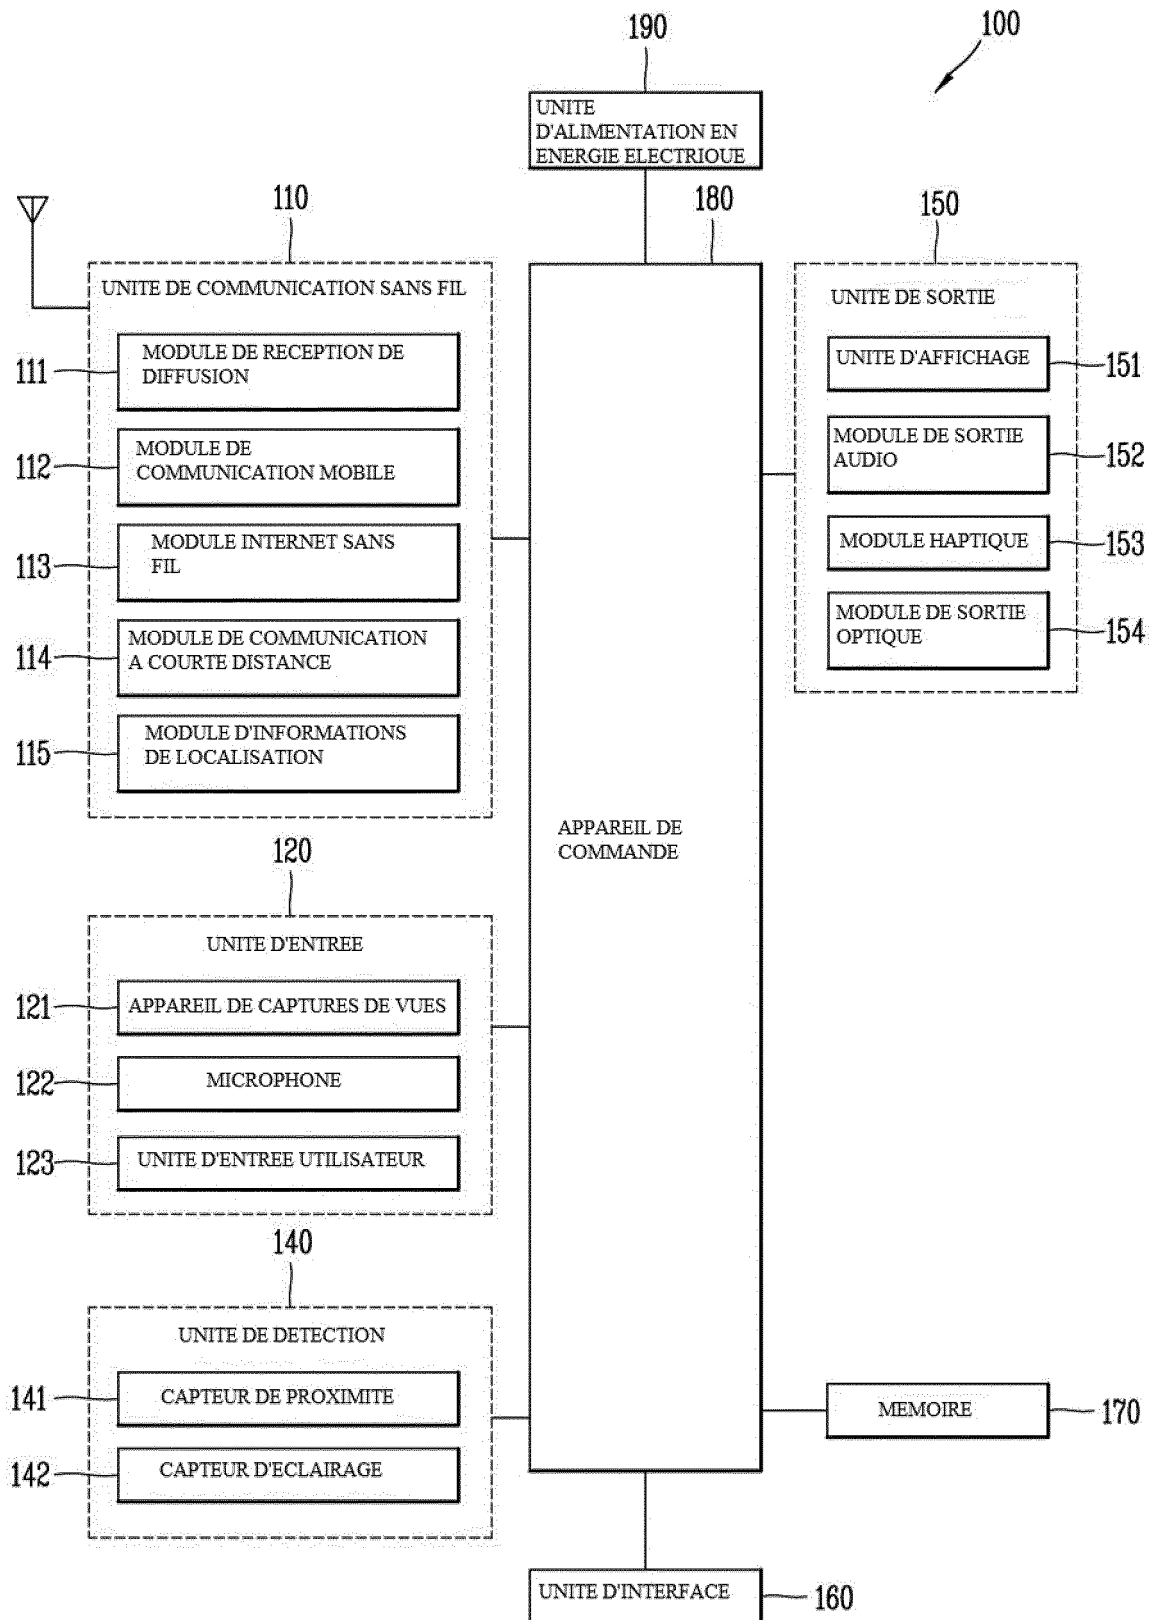 190
100
UNITE
D'ALIMENTATION EN
ENERGIE ELECTRIQUE
110
180
150
UNITE DE COMMUNICATION SANS FIL
111
MODULE DE RECEPTION DE
DIFFUSION
112
MODULE DE
COMMUNICATION MOBILE
113
MODULE INTERNET SANS
FIL
114
MODULE DE COMMUNICATION
A COURTE DISTANCE
115
MODULE D'INFORMATIONS
DE LOCALISATION
UNITE DE SORTIE
UNITE D'AFFICHAGE
151
MODULE DE SORTIE
AUDIO
152
MODULE HAPTIQUE
153
MODULE DE SORTIE
OPTIQUE
154
APPAREIL DE
COMMANDE
120
UNITE D'ENTREE
121
APPAREIL DE CAPTURES DE VUES
122
MICROPHONE
123
UNITE D'ENTREE UTILISATEUR
140
UNITE DE DETECTION
141
CAPTEUR DE PROXIMITE
142
CAPTEUR D'ECLAIRAGE
MEMOIRE
170
UNITE D'INTERFACE
160